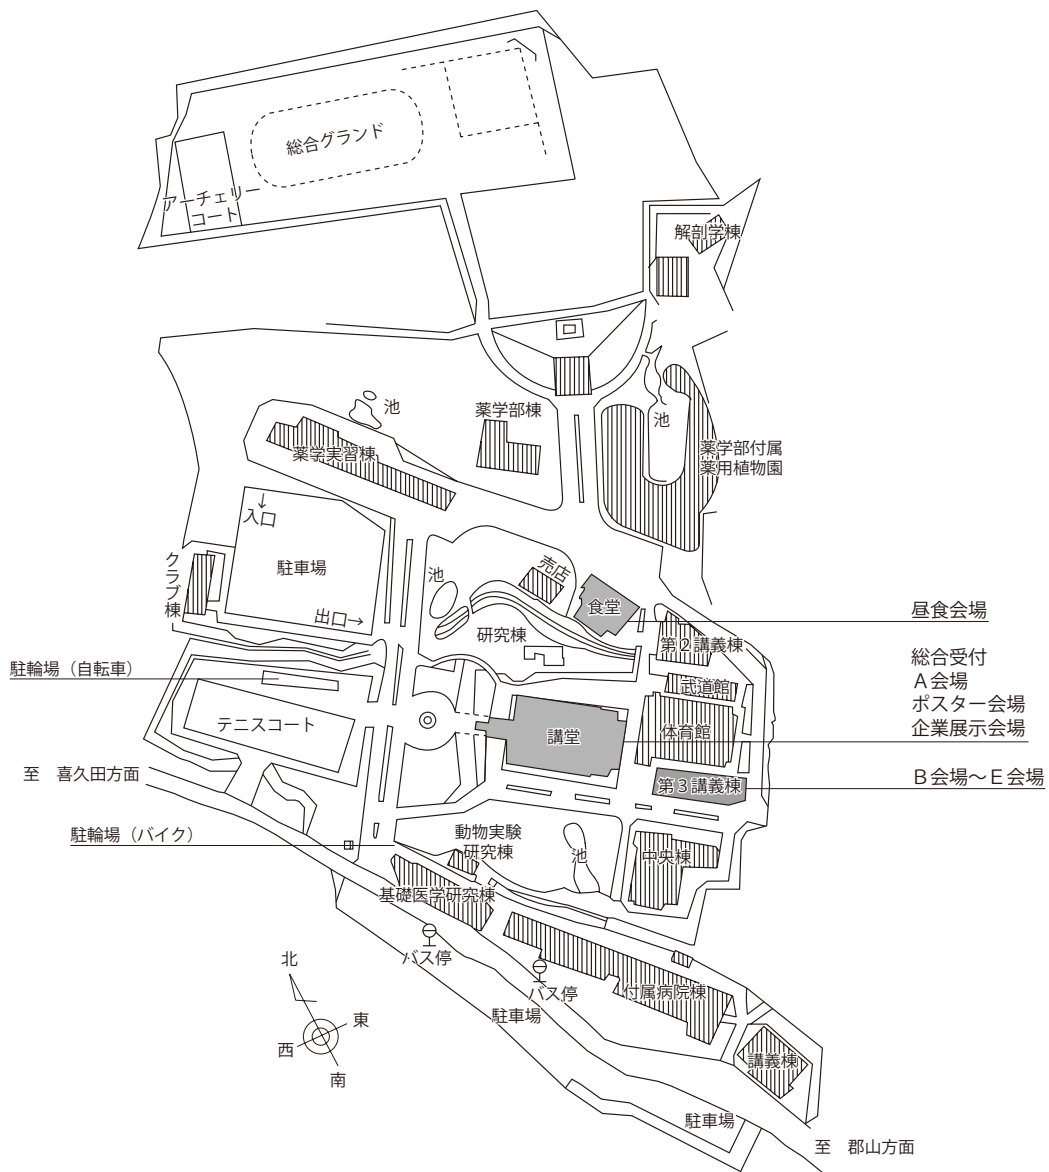 総合グランド
アーチェリー
コート
解剖学棟
池
薬学部棟
池
薬学実習棟
薬学部付属
薬用植物園
↓
入口
クラブ棟
駐車場
池
売店
食堂
昼食会場
出口→
研究棟
第2講義棟
総合受付
A会場
ポスター会場
企業展示会場
駐輪場（自転車）
武道館
テニスコート
講堂
体育館
至　喜久田方面
第3講義棟
B会場～E会場
駐輪場（バイク）
動物実験
研究棟
池
中央棟
基礎医学研究棟
バス停
北
バス停
付属病院棟
駐車場
東
西
講義棟
南
駐車場
至　郡山方面